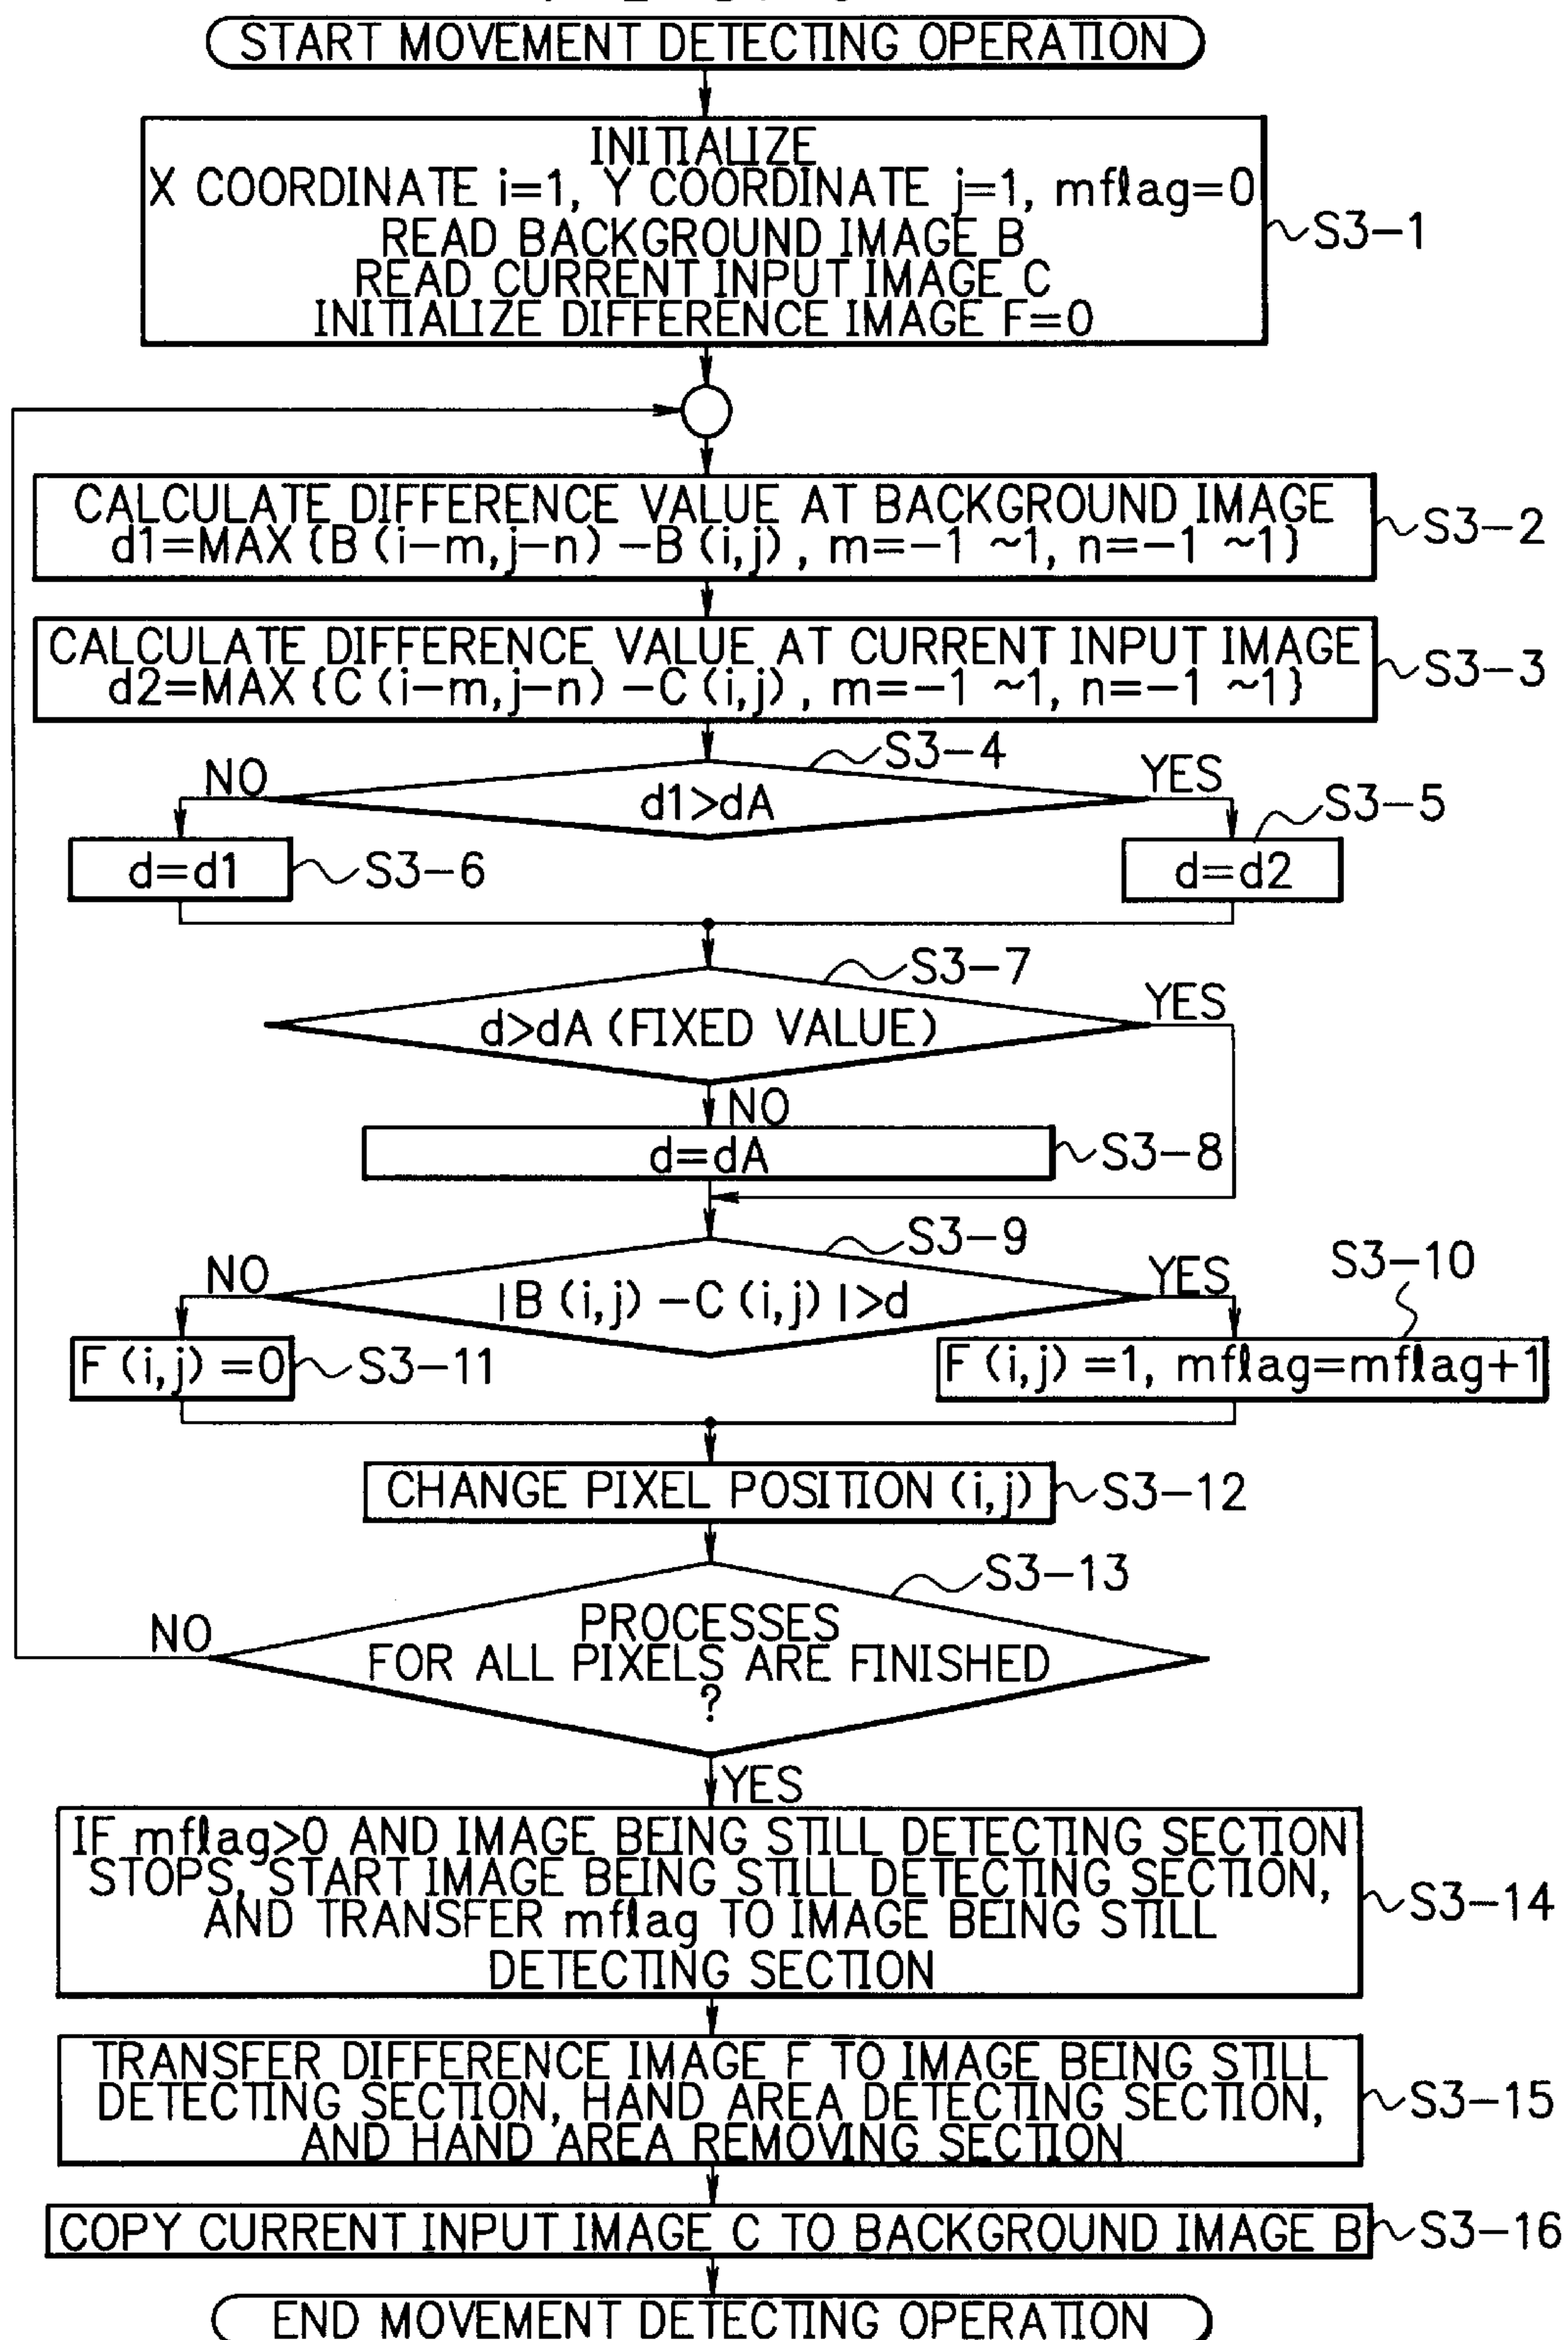 START MOVEMENT DETECTING OPERATION
INITIALIZE
X COORDINATE i=1, Y COORDINATE j=1, mflag=0
READ BACKGROUND IMAGE B
READ CURRENT INPUT IMAGE C
INITIALIZE DIFFERENCE IMAGE F=0
S3-1
CALCULATE DIFFERENCE VALUE AT BACKGROUND IMAGE
d1=MAX{B(i-m,j-n)-B(i,j), m=-1 ~1, n=-1 ~1}
S3-2
CALCULATE DIFFERENCE VALUE AT CURRENT INPUT IMAGE
d2=MAX{C(i-m,j-n)-C(i,j), m=-1 ~1, n=-1 ~1}
S3-3
S3-4
NO
YES
d1>dA
S3-5
d=d1
S3-6
d=d2
S3-7
YES
d>dA(FIXED VALUE)
NO
d=dA
S3-8
S3-9
NO
YES
|B(i,j)-C(i,j)|>d
S3-10
F(i,j)=0
S3-11
F(i,j)=1, mflag=mflag+1
CHANGE PIXEL POSITION(i,j)
S3-12
S3-13
NO
PROCESSES
FOR ALL PIXELS ARE FINISHED
?
YES
IF mflag>0 AND IMAGE BEING STILL DETECTING SECTION
STOPS, START IMAGE BEING STILL DETECTING SECTION,
AND TRANSFER mflag TO IMAGE BEING STILL
DETECTING SECTION
S3-14
TRANSFER DIFFERENCE IMAGE F TO IMAGE BEING STILL
DETECTING SECTION, HAND AREA DETECTING SECTION,
AND HAND AREA REMOVING SECTION
S3-15
COPY CURRENT INPUT IMAGE C TO BACKGROUND IMAGE B
S3-16
END MOVEMENT DETECTING OPERATION